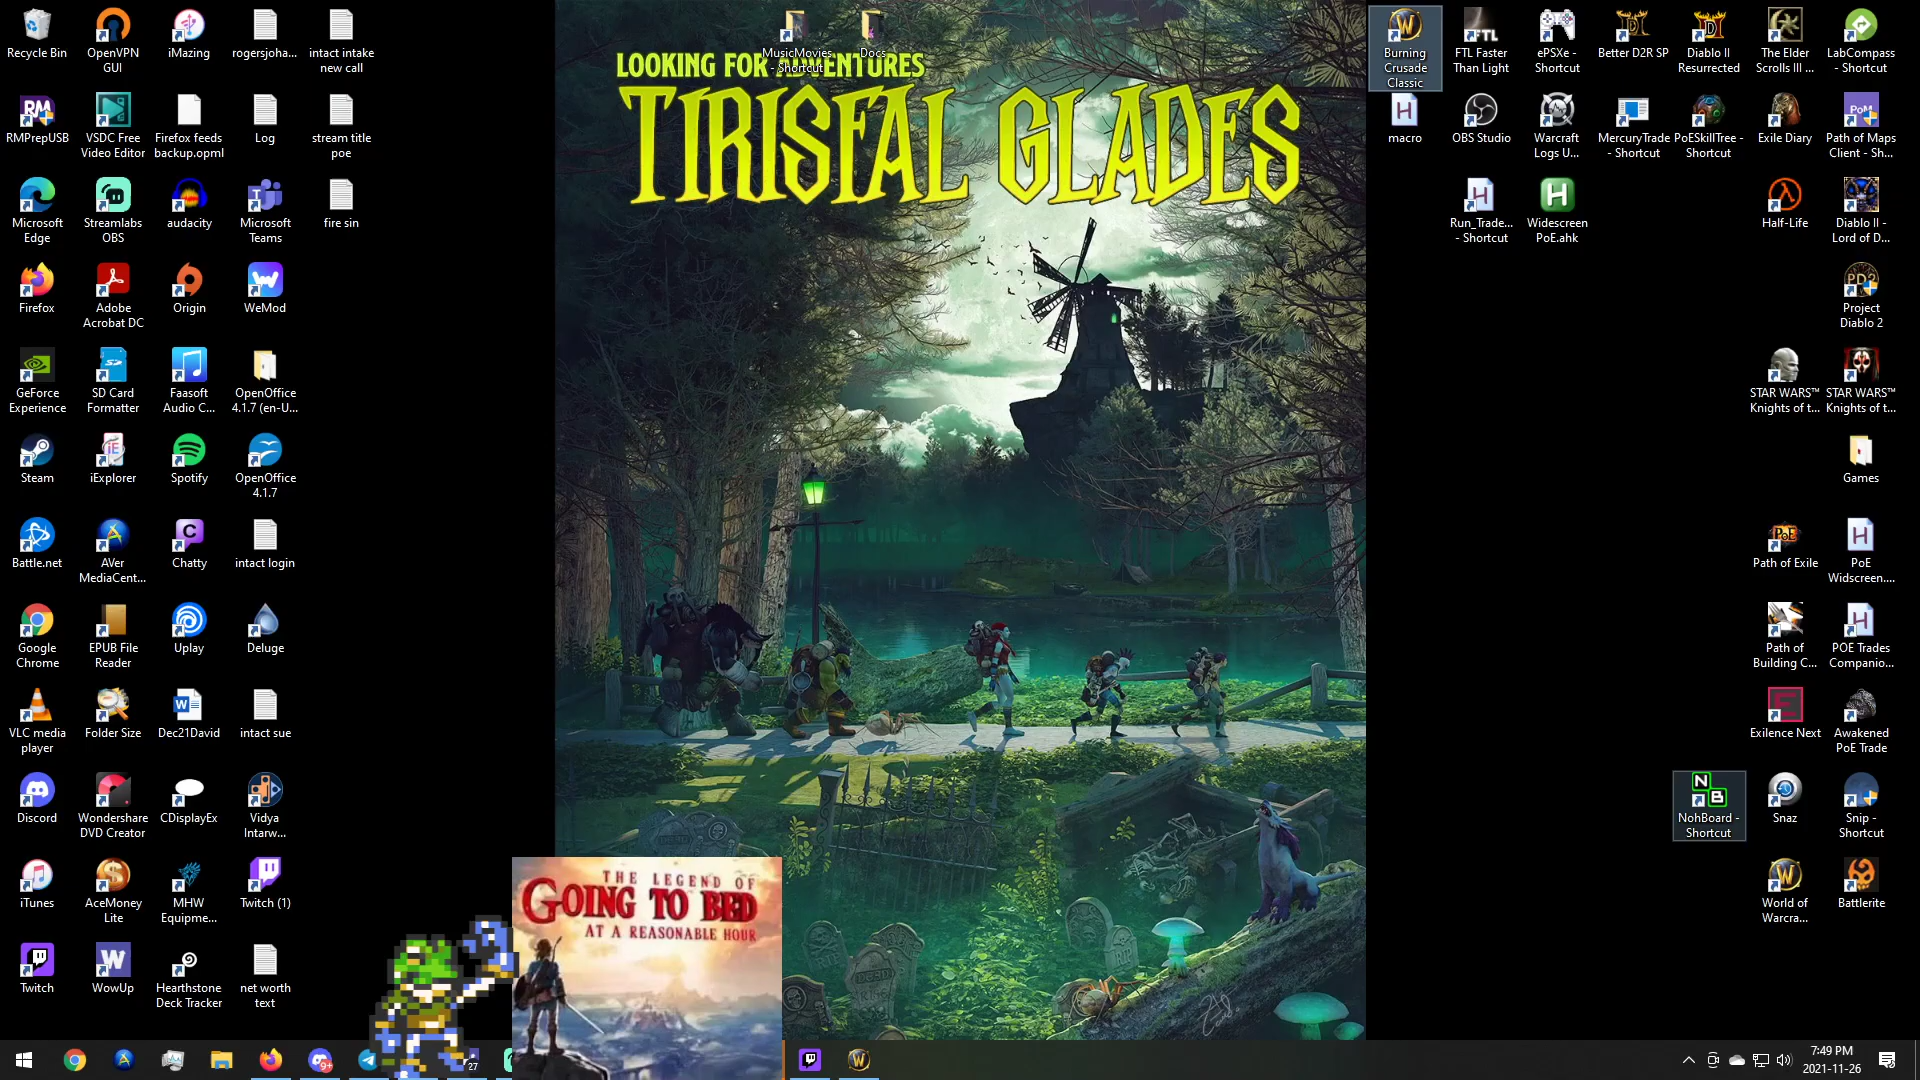 Recycle Bin
OpenVPN
GUI
iMazing
rogersjoha...
intact intake
new call
RMPrepUSB
VSDC Free
Video Editor
Firefox feeds
backup.opml
Log
stream title
poe
Microsoft
Edge
Streamlabs
OBS
audacity
Microsoft
Teams
fire sin
Firefox
Adobe
Acrobat DC
Origin
WeMod
GeForce
Experience
SD Card
Formatter
Faasoft
Audio C...
OpenOffice
4.1.7 (en-U...
Steam
iExplorer
Spotify
OpenOffice
4.1.7
Battle.net
AVer
MediaCent...
Chatty
intact login
Google
Chrome
EPUB File
Reader
Uplay
Deluge
VLC media
player
Folder Size
Dec21David
intact sue
Discord
Wondershare
DVD Creator
CDisplayEx
Vidya
Intarw...
iTunes
AceMoney
Lite
MHW
Equipme...
Twitch (1)
Twitch
WowUp
Hearthstone
Deck Tracker
net worth
text
MusicMovies
- Shortcut
Docs
LOOKING FOR ADVENTURES
TIRISFAL GLADES
THE LEGEND OF
GOING TO BED
AT A REASONABLE HOUR
Burning
Crusade
Classic
FTL Faster
Than Light
ePSXe -
Shortcut
Better D2R SP
Diablo II
Resurrected
The Elder
Scrolls III ...
LabCompass
- Shortcut
macro
OBS Studio
Warcraft
Logs U...
MercuryTrade
- Shortcut
PoESkillTree -
Shortcut
Exile Diary
Path of Maps
Client - Sh...
Run_Trade...
- Shortcut
Widescreen
PoE.ahk
Half-Life
Diablo II -
Lord of D...
Project
Diablo 2
STAR WARS™
Knights of t...
STAR WARS™
Knights of t...
Games
Path of Exile
PoE
Widscreen....
Path of
Building C...
POE Trades
Companio...
Exilence Next
Awakened
PoE Trade
NohBoard -
Shortcut
Snaz
Snip -
Shortcut
World of
Warcra...
Battlerite
9+
27
7:49 PM
2021-11-26